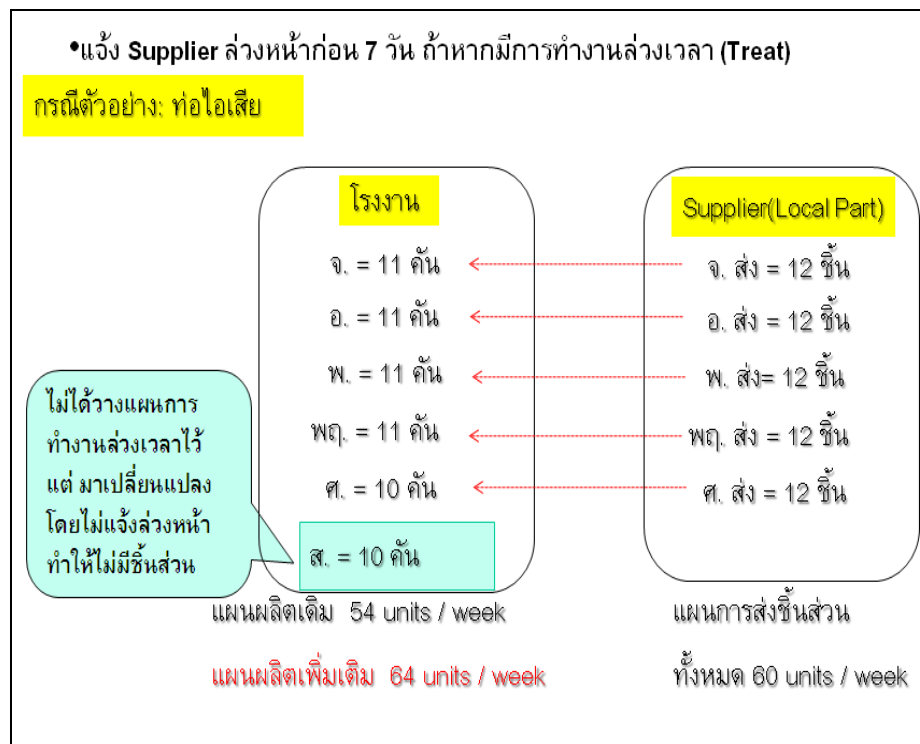 •แจ้ง Supplier ล่วงหน้าก่อน 7 วัน ถ้าหากมีการทำงานล่วงเวลา (Treat)
กรณีตัวอย่าง: ท่อไอเสีย
โรงงาน
จ. = 11 คัน
อ. = 11 คัน
พ. = 11 คัน
พฤ. = 11 คัน
ศ. = 10 คัน
ส. = 10 คัน
ไม่ได้วางแผนการ
ทำงานล่วงเวลาไว้
แต่ มาเปลี่ยนแปลง
โดยไม่แจ้งล่วงหน้า
ทำให้ไม่มีชิ้นส่วน
แผนผลิตเดิม 54 units / week
แผนผลิตเพิ่มเติม 64 units / week
Supplier(Local Part)
จ. ส่ง = 12 ชิ้น
อ. ส่ง = 12 ชิ้น
พ. ส่ง= 12 ชิ้น
พฤ. ส่ง = 12 ชิ้น
ศ. ส่ง = 12 ชิ้น
แผนการส่งชิ้นส่วน
ทั้งหมด 60 units / week